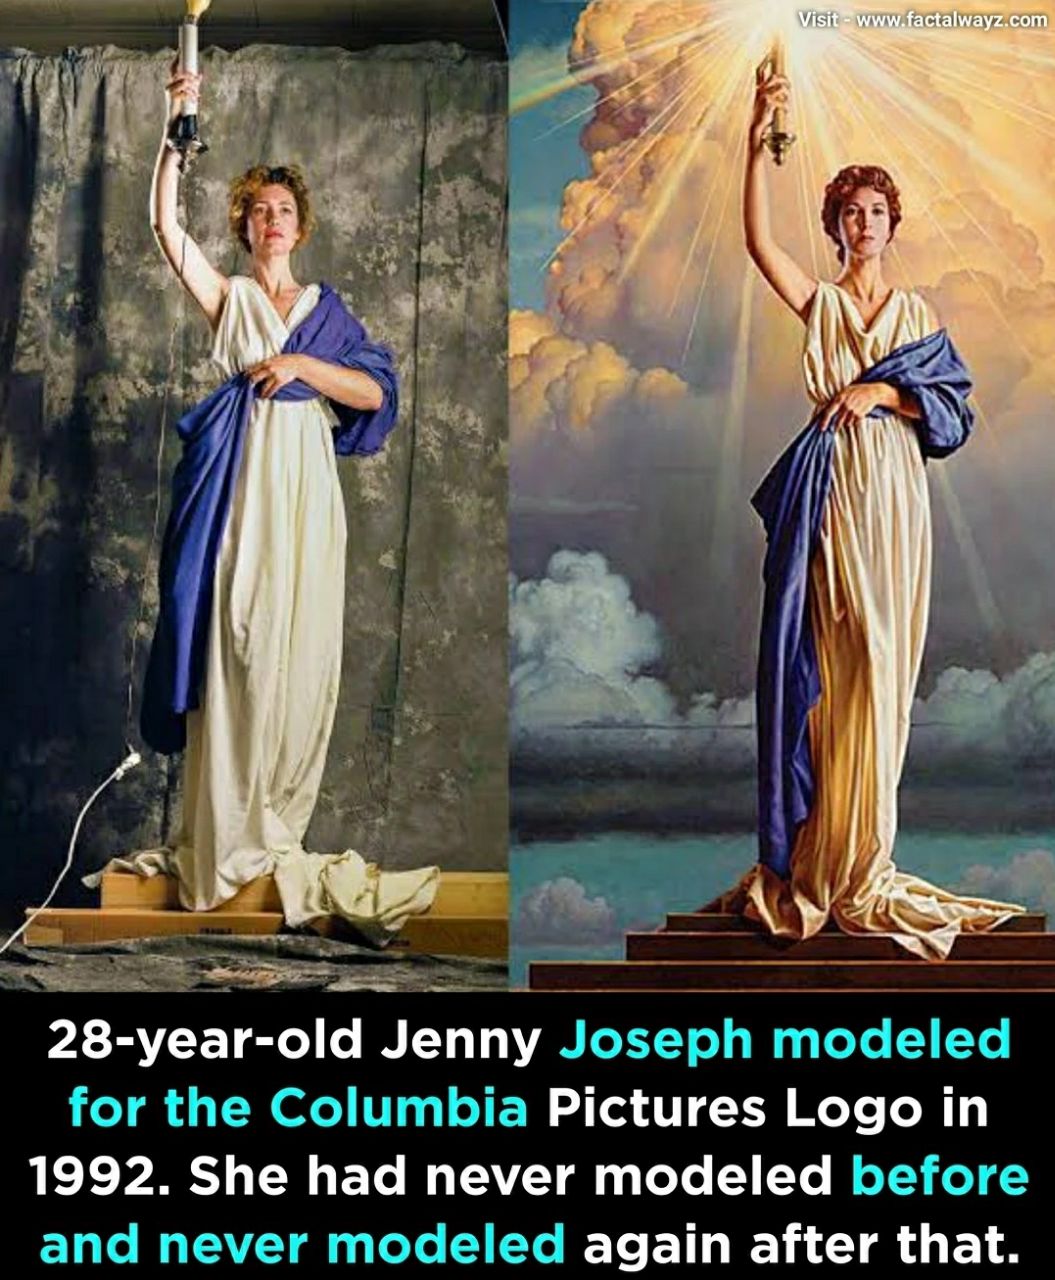 Visit - www.factalwayz.com
28-year-old Jenny Joseph modeled
for the Columbia Pictures Logo in
1992. She had never modeled before
and never modeled again after that.